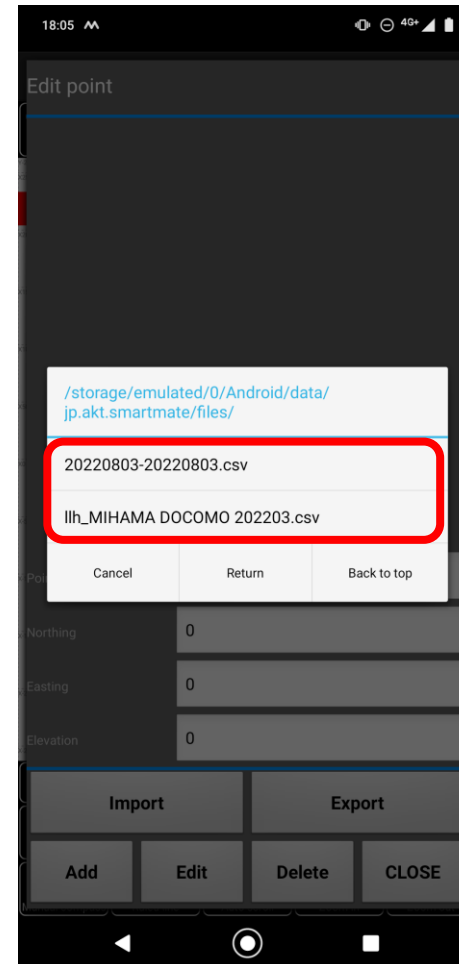 18:05
4G+
Edit point
/storage/emulated/0/Android/data/
jp.akt.smartmate/files/
20220803-20220803.csv
llh_MIHAMA DOCOMO 202203.csv
Cancel Return Back to top
Poi
Northing 0
Easting 0
Elevation 0
Import Export
Add Edit Delete CLOSE